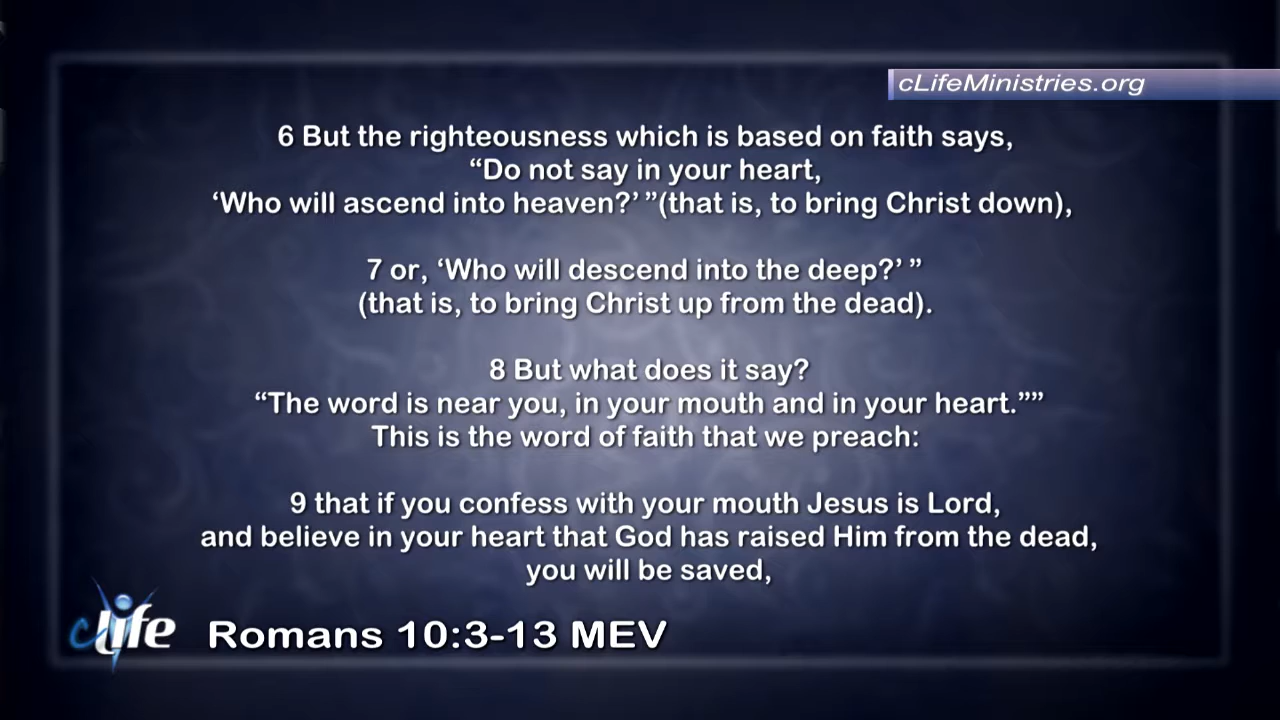 cLifeMinistries.org
6 But the righteousness which is based on faith says,
“Do not say in your heart,
‘Who will ascend into heaven?’ ”(that is, to bring Christ down),
7 or, ‘Who will descend into the deep?’ ”
(that is, to bring Christ up from the dead).
8 But what does it say?
“The word is near you, in your mouth and in your heart.””
This is the word of faith that we preach:
9 that if you confess with your mouth Jesus is Lord,
and believe in your heart that God has raised Him from the dead,
you will be saved,
cLife
Romans 10:3-13 MEV